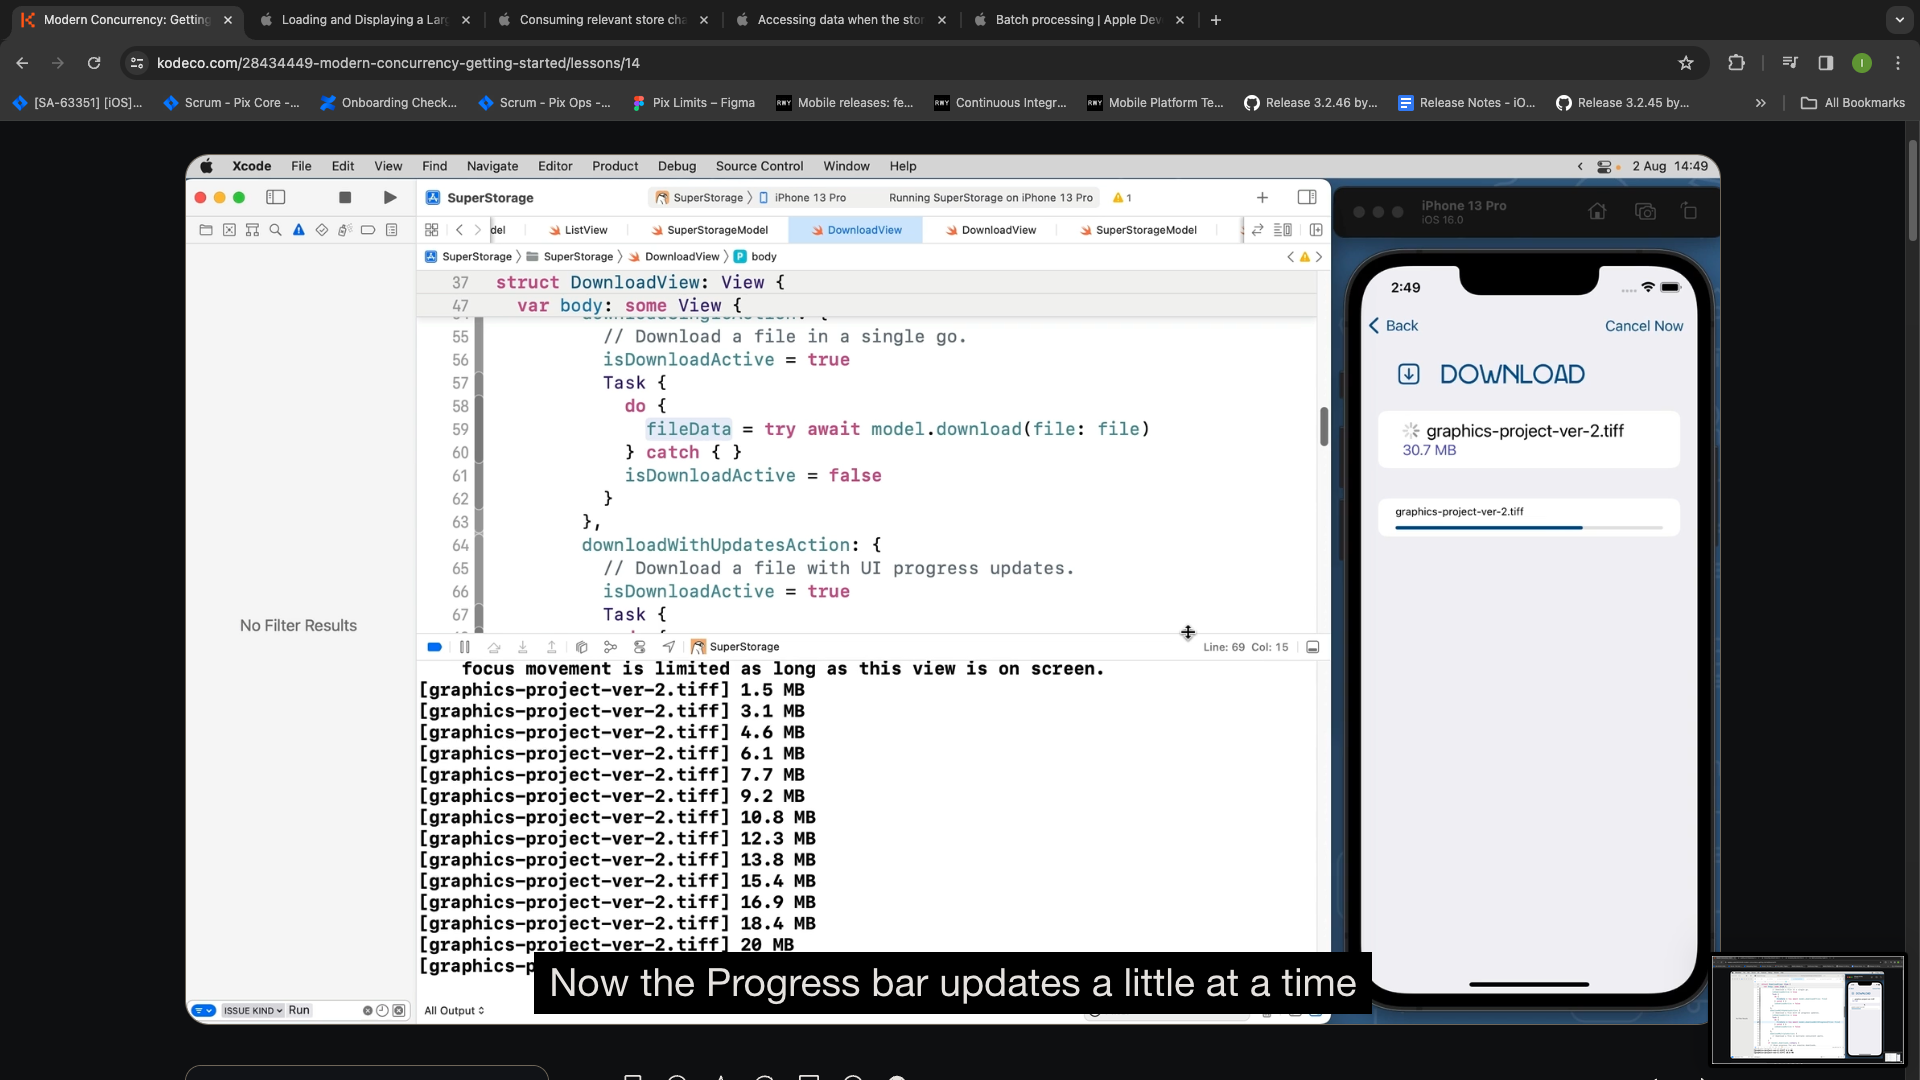 Modern Concurrency: Getting
Loading and Displaying a Lar
Consuming relevant store cha
Accessing data when the stor
Batch processing | Apple Dev
kodeco.com/28434449-modern-concurrency-getting-started/lessons/14
[SA-63351] [iOS]...
Scrum - Pix Core -...
Onboarding Check...
Scrum - Pix Ops -...
Pix Limits – Figma
Mobile releases: fe...
Continuous Integr...
Mobile Platform Te...
Release 3.2.46 by...
Release Notes - iO...
Release 3.2.45 by...
All Bookmarks
Xcode File Edit View Find Navigate Editor Product Debug Source Control Window Help
2 Aug 14:49
SuperStorage
SuperStorage iPhone 13 Pro
Running SuperStorage on iPhone 13 Pro
1
del
ListView
SuperStorageModel
DownloadView
DownloadView
SuperStorageModel
SuperStorage SuperStorage DownloadView body
37 struct DownloadView: View {
47 var body: some View {
55 // Download a file in a single go.
56 isDownloadActive = true
57 Task {
58 do {
59 fileData = try await model.download(file: file)
60 } catch { }
61 isDownloadActive = false
62 }
63 },
64 downloadWithUpdatesAction: {
65 // Download a file with UI progress updates.
66 isDownloadActive = true
67 Task {
No Filter Results
SuperStorage
Line: 69 Col: 15
focus movement is limited as long as this view is on screen.
[graphics-project-ver-2.tiff] 1.5 MB
[graphics-project-ver-2.tiff] 3.1 MB
[graphics-project-ver-2.tiff] 4.6 MB
[graphics-project-ver-2.tiff] 6.1 MB
[graphics-project-ver-2.tiff] 7.7 MB
[graphics-project-ver-2.tiff] 9.2 MB
[graphics-project-ver-2.tiff] 10.8 MB
[graphics-project-ver-2.tiff] 12.3 MB
[graphics-project-ver-2.tiff] 13.8 MB
[graphics-project-ver-2.tiff] 15.4 MB
[graphics-project-ver-2.tiff] 16.9 MB
[graphics-project-ver-2.tiff] 18.4 MB
[graphics-project-ver-2.tiff] 20 MB
[graphics-p
ISSUE KIND Run
All Output
iPhone 13 Pro
iOS 16.0
2:49
Back
Cancel Now
DOWNLOAD
graphics-project-ver-2.tiff
30.7 MB
graphics-project-ver-2.tiff
Now the Progress bar updates a little at a time